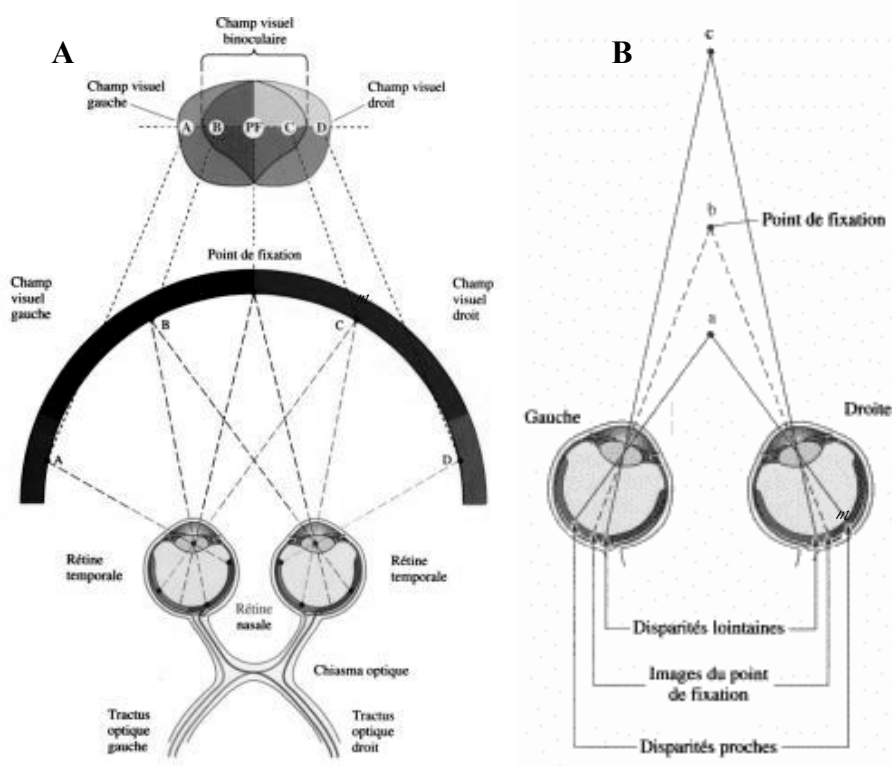 A
Champ visuel
binoculaire
Champ visuel
gauche
Champ visuel
droit
A B PF C D
Point de fixation
Champ
visuel
gauche
Champ
visuel
droit
B
C
m
A
D
Rétine
temporale
Rétine
temporale
Rétine
nasale
Chiasma optique
Tractus
optique
gauche
Tractus
optique
droit
B
c
b
Point de fixation
a
Gauche
Droite
m
Disparités lointaines
Images du point
de fixation
Disparités proches